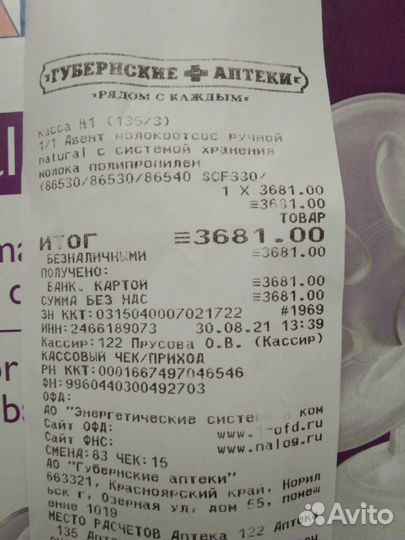 ГУБЕРНСКИЕ АПТЕКИ
РЯДОМ С КАЖДЫМ
касса №1 (135/3)
1/1 Авент молокоотсос ручной
natural с системой хранения
молока полипропилен
(86530/86530/86540 SCF330/
1 X 3681.00
≡3681.00
ТОВАР
ИТОГ ≡3681.00
БЕЗНАЛИЧНЫМИ ≡3681.00
ПОЛУЧЕНО:
БАНК. КАРТОЙ ≡3681.00
СУММА БЕЗ НДС ≡3681.00
ЗН ККТ:0315040007021722 #1969
ИНН:2466189073 30.08.21 13:39
Кассир:122 Прусова О.В. (Кассир)
КАССОВЫЙ ЧЕК/ПРИХОД
РН ККТ:0001667497046546
ФН:9960440300492703
ОФД:
АО "Энергетические системы и ком
Сайт ОФД: www.1-ofd.ru
Сайт ФНС: www.nalog.ru
СМЕНА:83 ЧЕК:15
АО "Губернские аптеки"
663321, Красноярский край, Норил
ьск г, Озерная ул, дом 55, помещ
ение 1019
МЕСТО РАСЧЕТОВ Аптека 122 Аптек
135 Апт
Avito